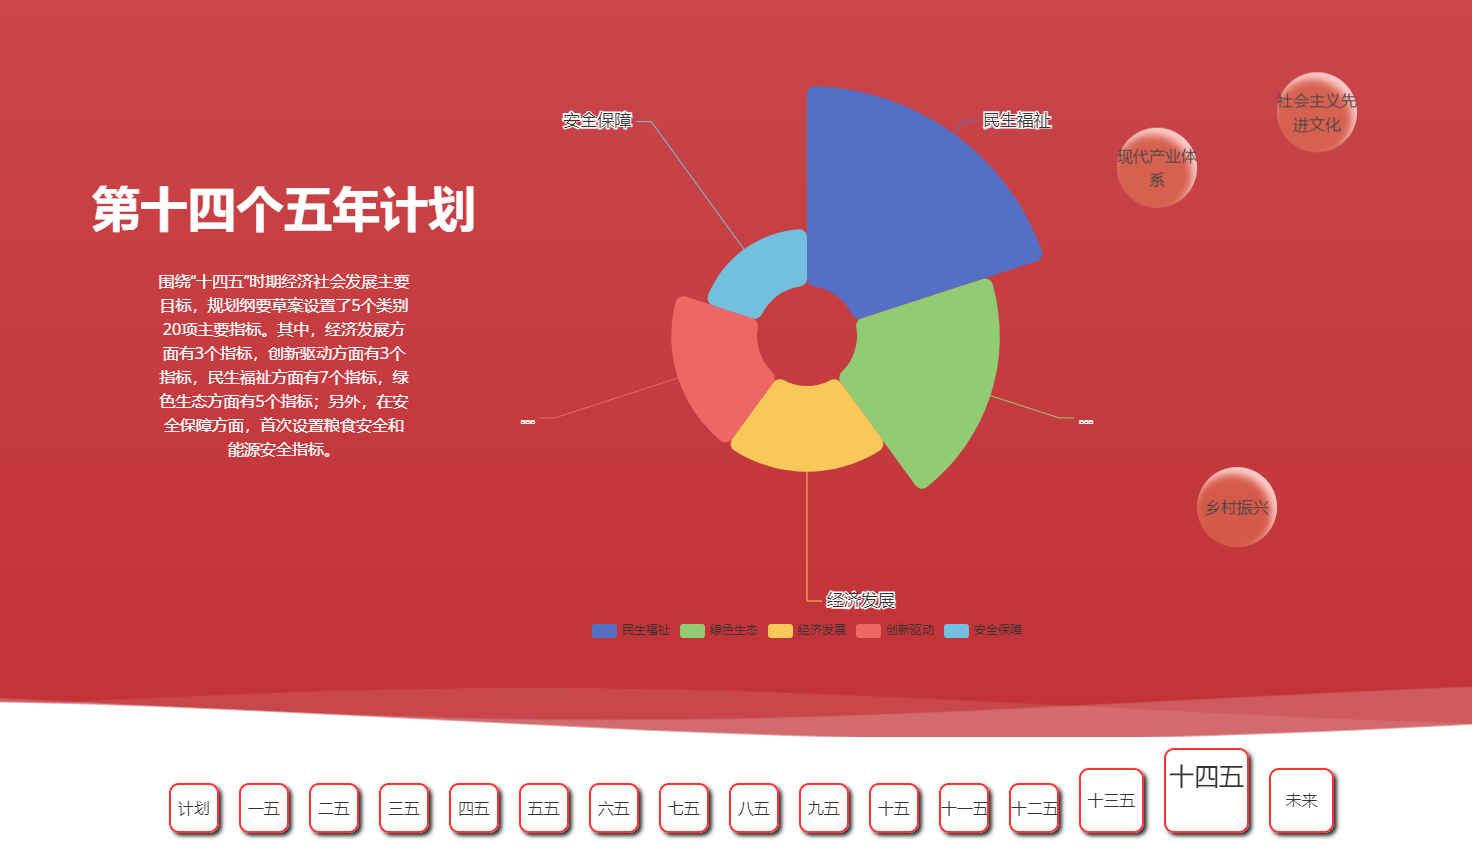 第十四个五年计划
围绕“十四五”时期经济社会发展主要
目标，规划纲要草案设置了5个类别
20项主要指标。其中，经济发展方
面有3个指标，创新驱动方面有3个
指标，民生福祉方面有7个指标，绿
色生态方面有5个指标；另外，在安
全保障方面，首次设置粮食安全和
能源安全指标。
安全保障
民生福祉
...
...
经济发展
民生福祉 绿色生态 经济发展 创新驱动 安全保障
社会主义先
进文化
现代产业体
系
乡村振兴
计划 一五 二五 三五 四五 五五 六五 七五 八五 九五 十五 十一五 十二五 十三五 十四五 未来